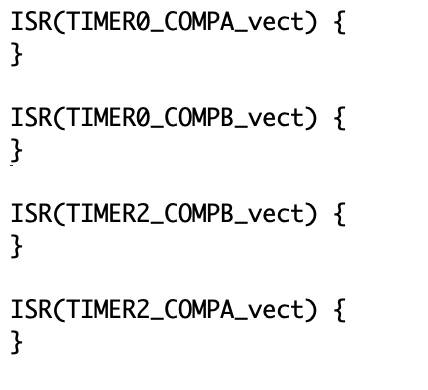 ISR(TIMER0_COMPA_vect) {
}
ISR(TIMER0_COMPB_vect) {
}
ISR(TIMER2_COMPB_vect) {
}
ISR(TIMER2_COMPA_vect) {
}